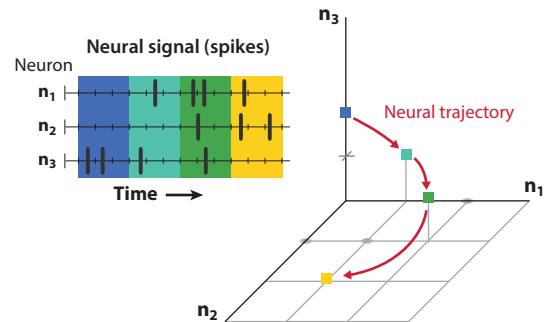 Neural signal (spikes)
Neuron
n1
n2
n3
Time
n3
Neural trajectory
n1
n2